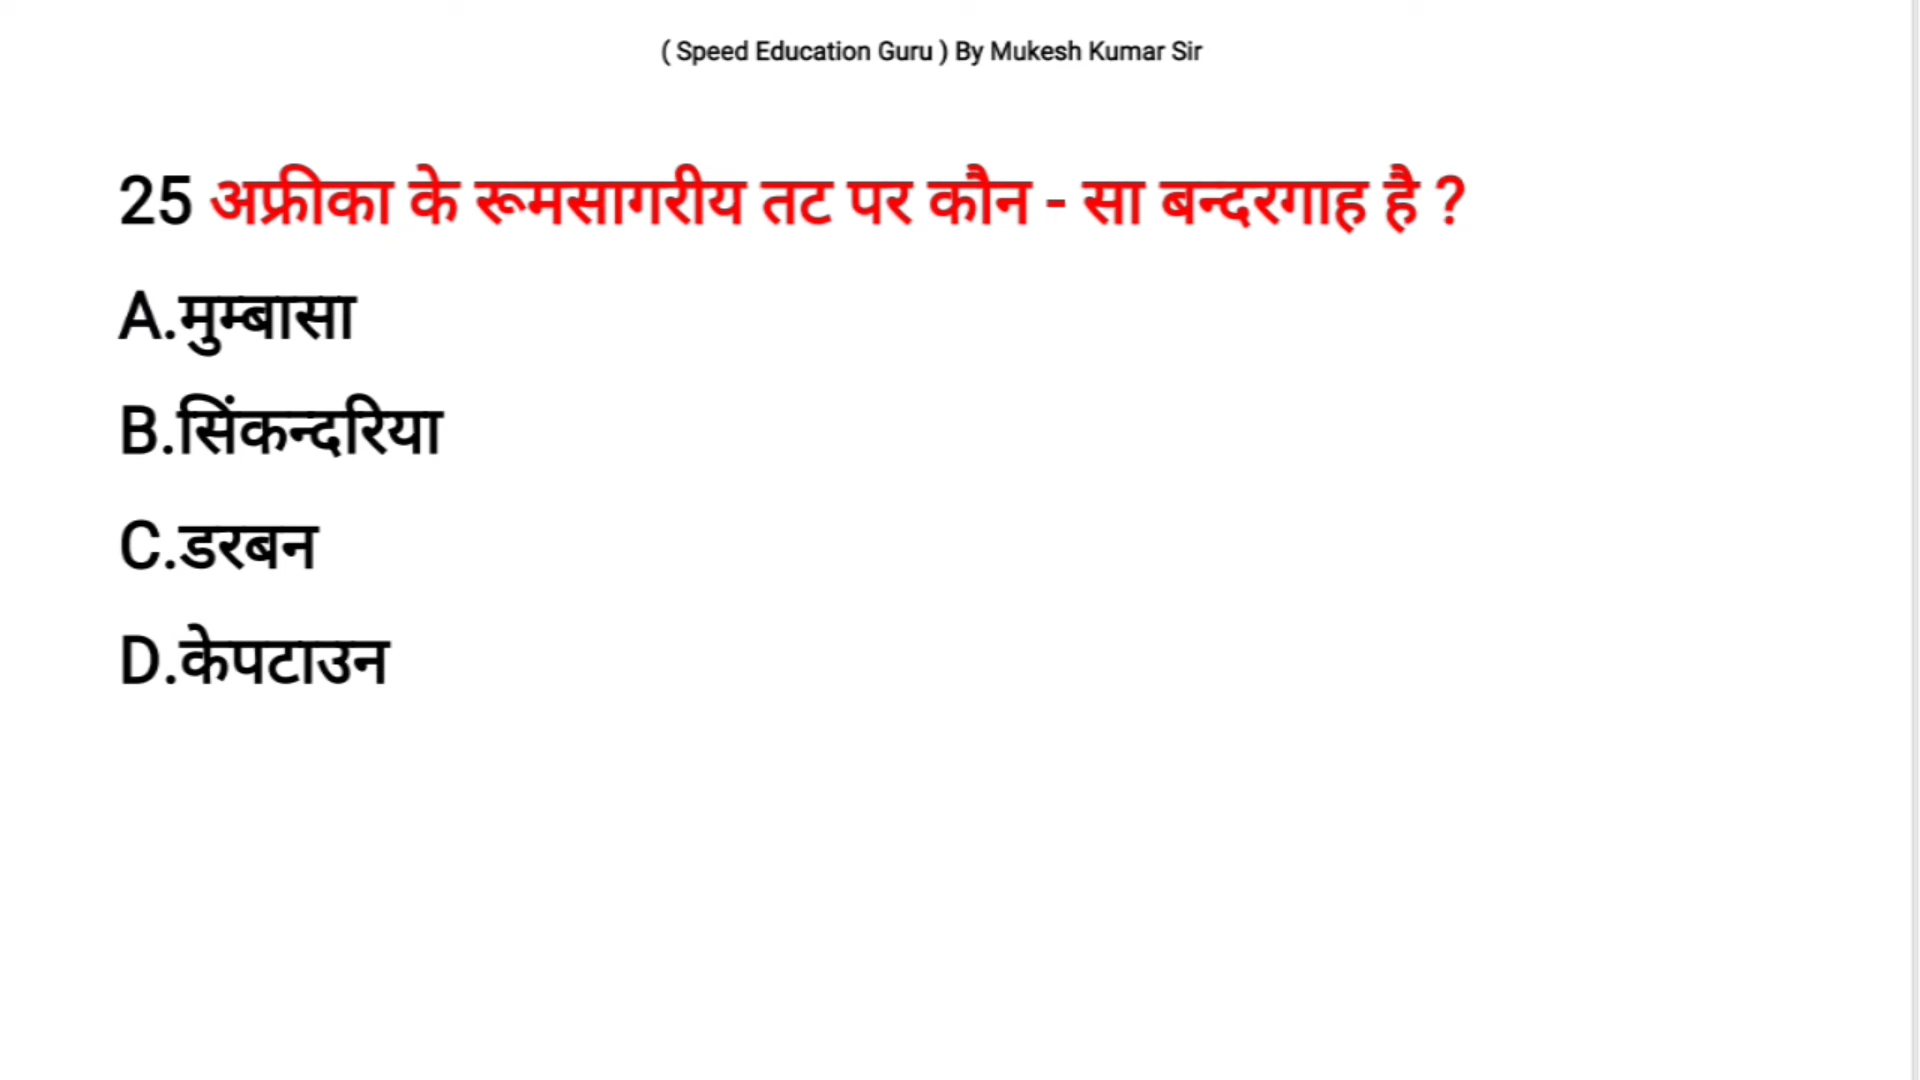 ( Speed Education Guru ) By Mukesh Kumar Sir
25 अफ्रीका के रूमसागरीय तट पर कौन - सा बन्दरगाह है ?
A.मुम्बासा
B.सिंकन्दरिया
C.डरबन
D.केपटाउन